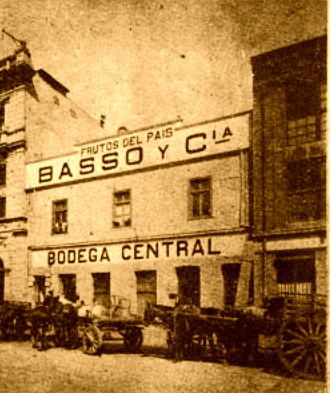 FRUTOS DEL PAIS
BASSO Y CIA
BODEGA CENTRAL